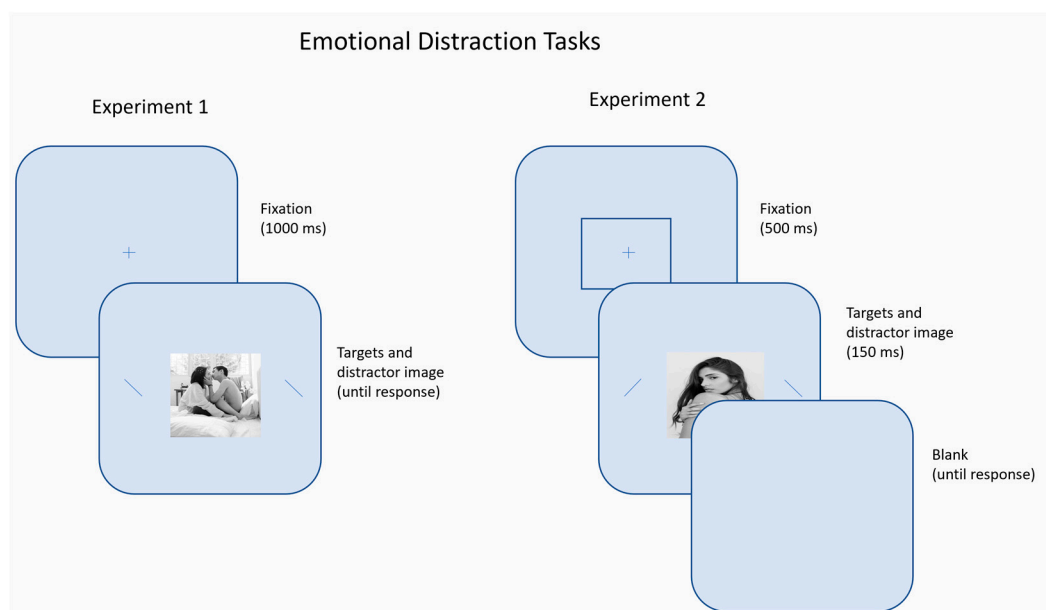 Emotional Distraction Tasks
Experiment 1
Fixation
(1000 ms)
Targets and
distractor image
(until response)
Experiment 2
Fixation
(500 ms)
Targets and
distractor image
(150 ms)
Blank
(until response)